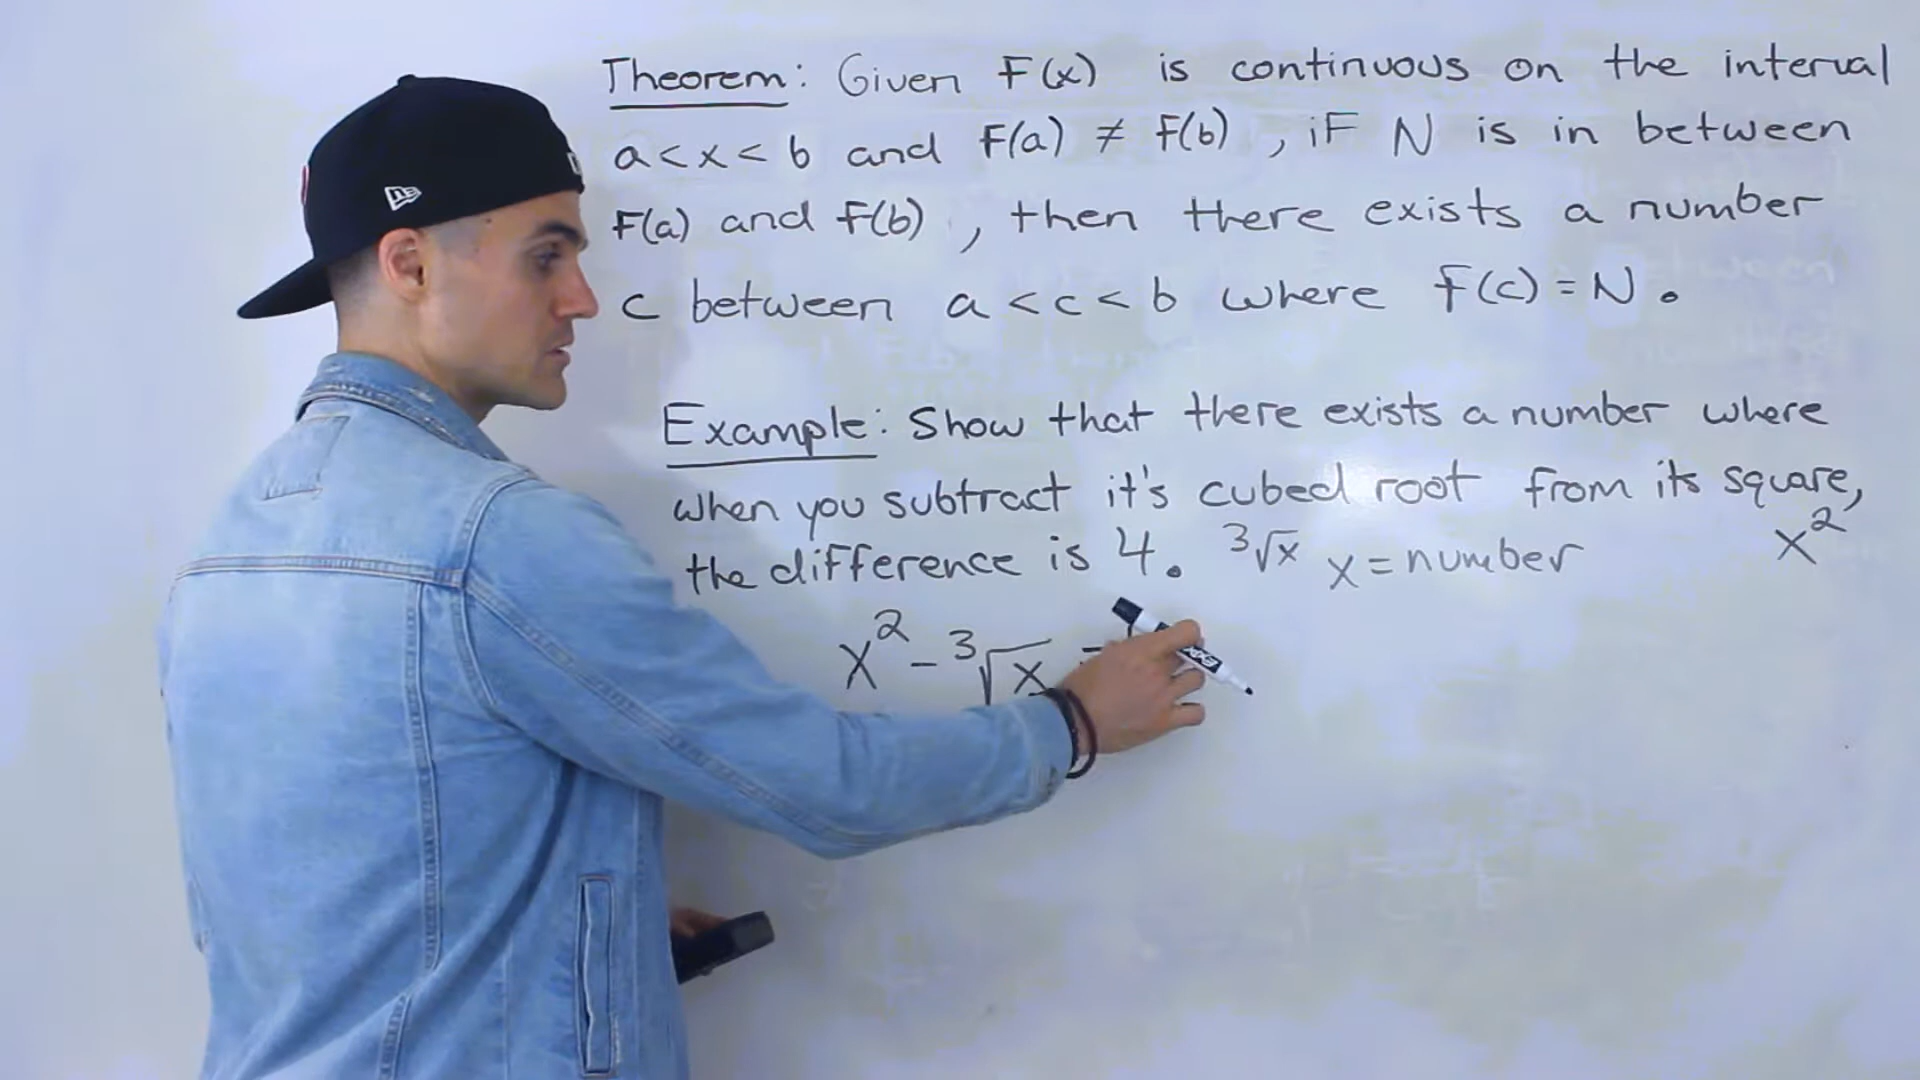 Theorem: Given F(x) is continuous on the interval
a < x < b and F(a) ≠ F(b), iF N is in between
F(a) and F(b), then there exists a number
c between a < c < b where F(c) = N.
Example: Show that there exists a number where
when you subtract it's cubed root from its square,
the difference is 4. ³√x x = number x²
x² - ³√x